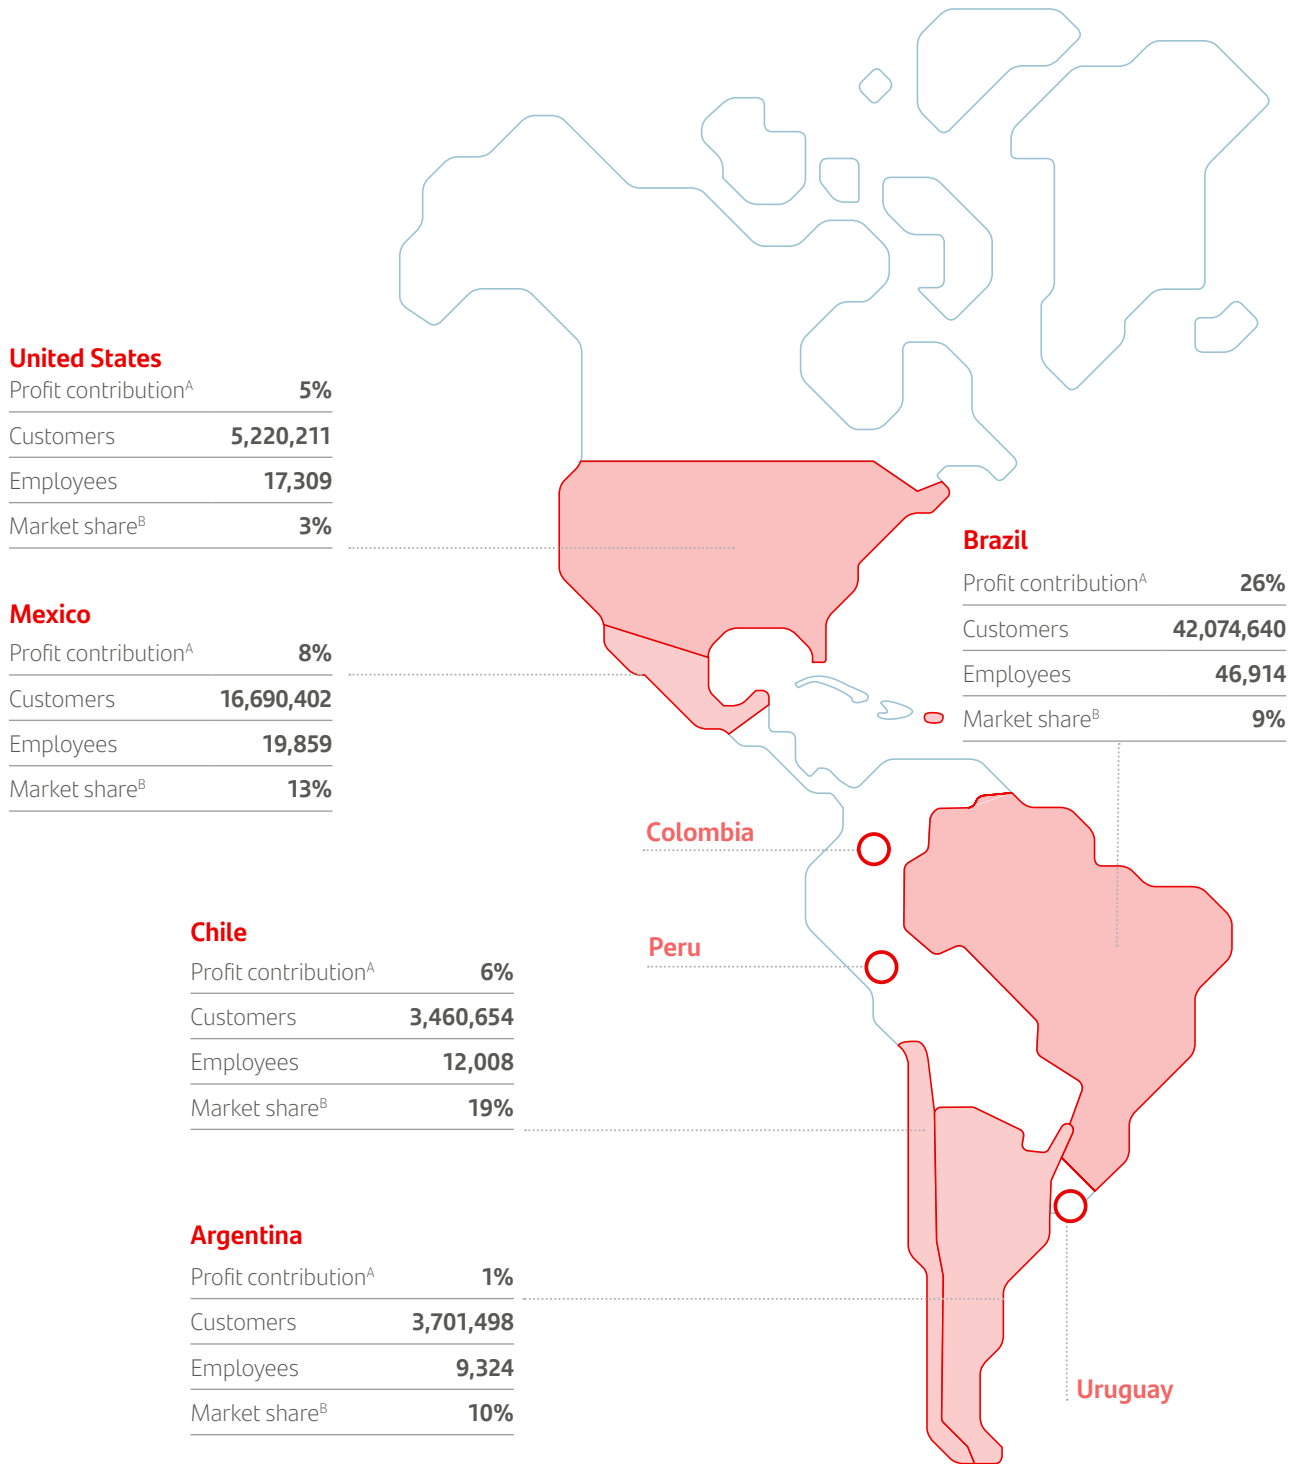 United States
Profit contributionA 5%
Customers 5,220,211
Employees 17,309
Market shareB 3%
Brazil
Profit contributionA 26%
Customers 42,074,640
Employees 46,914
Market shareB 9%
Mexico
Profit contributionA 8%
Customers 16,690,402
Employees 19,859
Market shareB 13%
Colombia
Peru
Chile
Profit contributionA 6%
Customers 3,460,654
Employees 12,008
Market shareB 19%
Argentina
Profit contributionA 1%
Customers 3,701,498
Employees 9,324
Market shareB 10%
Uruguay